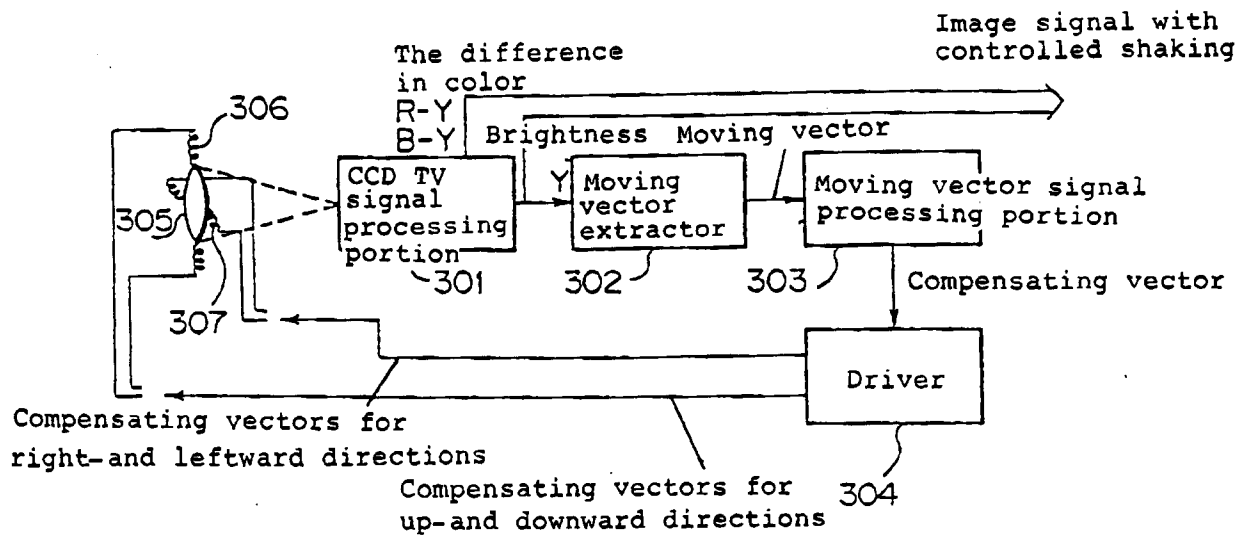 Image signal with
controlled shaking
The difference
in color
R-Y
B-Y
Brightness
Moving vector
306
CCD TV
signal
processing
portion
301
Y
Moving
vector
extractor
302
Moving vector signal
processing portion
303
305
307
Compensating vector
Driver
304
Compensating vectors for
right-and leftward directions
Compensating vectors for
up-and downward directions